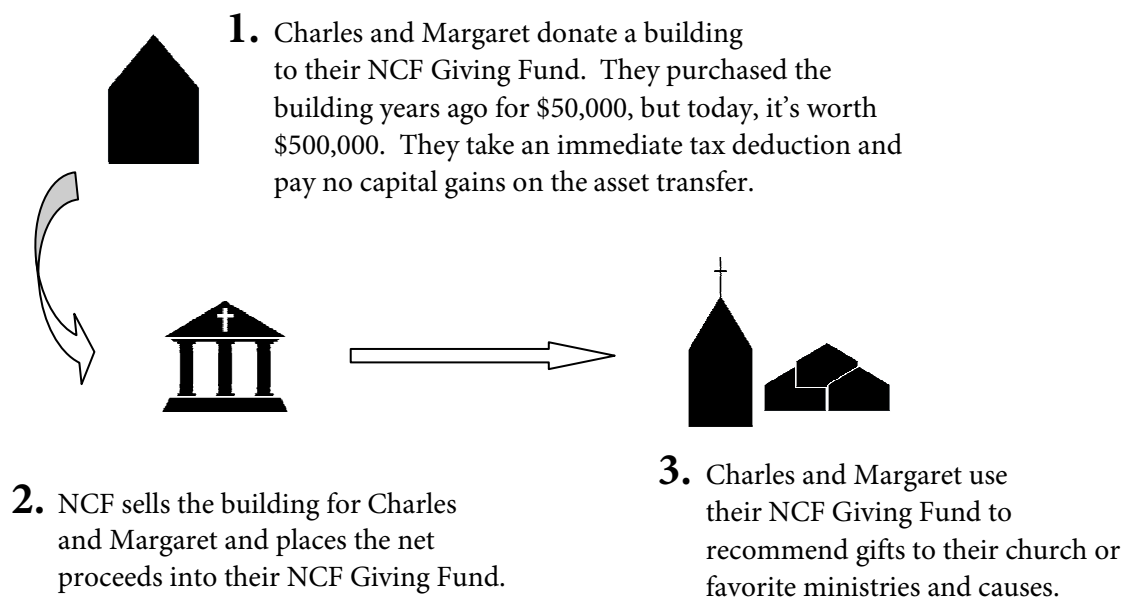 1. Charles and Margaret donate a building
to their NCF Giving Fund.  They purchased the
building years ago for $50,000, but today, it's worth
$500,000.  They take an immediate tax deduction and
pay no capital gains on the asset transfer.
2. NCF sells the building for Charles
and Margaret and places the net
proceeds into their NCF Giving Fund.
3. Charles and Margaret use
their NCF Giving Fund to
recommend gifts to their church or
favorite ministries and causes.